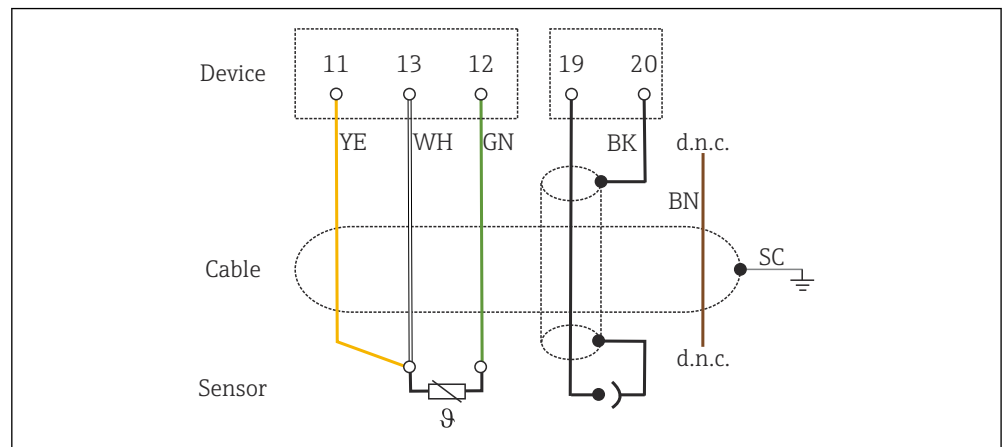 Device 11 13 12 19 20
YE WH GN BK d.n.c.
BN
Cable SC
d.n.c.
Sensor
ϑ